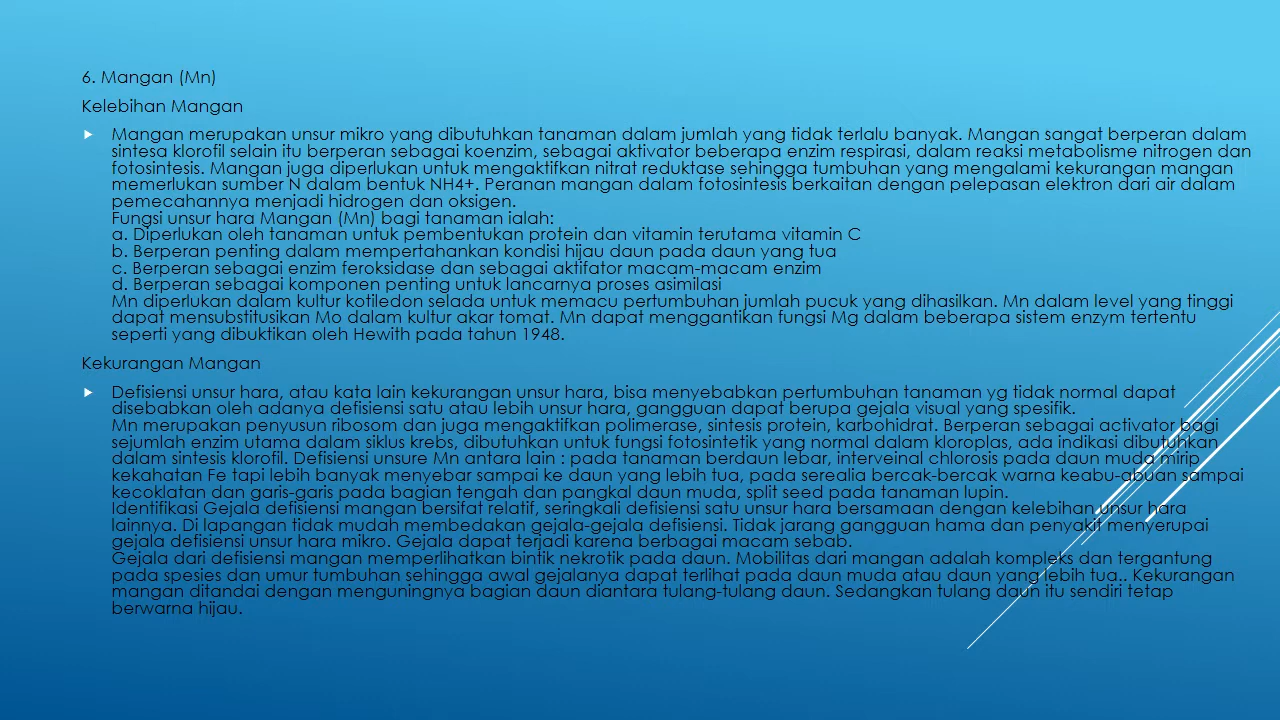 6. Mangan (Mn)
Kelebihan Mangan
Mangan merupakan unsur mikro yang dibutuhkan tanaman dalam jumlah yang tidak terlalu banyak. Mangan sangat berperan dalam
sintesa klorofil selain itu berperan sebagai koenzim, sebagai aktivator beberapa enzim respirasi, dalam reaksi metabolisme nitrogen dan
fotosintesis. Mangan juga diperlukan untuk mengaktifkan nitrat reduktase sehingga tumbuhan yang mengalami kekurangan mangan
memerlukan sumber N dalam bentuk NH4+. Peranan mangan dalam fotosintesis berkaitan dengan pelepasan elektron dari air dalam
pemecahannya menjadi hidrogen dan oksigen.
Fungsi unsur hara Mangan (Mn) bagi tanaman ialah:
a. Diperlukan oleh tanaman untuk pembentukan protein dan vitamin terutama vitamin C
b. Berperan penting dalam mempertahankan kondisi hijau daun pada daun yang tua
c. Berperan sebagai enzim feroksidase dan sebagai aktifator macam-macam enzim
d. Berperan sebagai komponen penting untuk lancarnya proses asimilasi
Mn diperlukan dalam kultur kotiledon selada untuk memacu pertumbuhan jumlah pucuk yang dihasilkan. Mn dalam level yang tinggi
dapat mensubstitusikan Mo dalam kultur akar tomat. Mn dapat menggantikan fungsi Mg dalam beberapa sistem enzym tertentu
seperti yang dibuktikan oleh Hewith pada tahun 1948.
Kekurangan Mangan
Defisiensi unsur hara, atau kata lain kekurangan unsur hara, bisa menyebabkan pertumbuhan tanaman yg tidak normal dapat
disebabkan oleh adanya defisiensi satu atau lebih unsur hara, gangguan dapat berupa gejala visual yang spesifik.
Mn merupakan penyusun ribosom dan juga mengaktifkan polimerase, sintesis protein, karbohidrat. Berperan sebagai activator bagi
sejumlah enzim utama dalam siklus krebs, dibutuhkan untuk fungsi fotosintetik yang normal dalam kloroplas, ada indikasi dibutuhkan
dalam sintesis klorofil. Defisiensi unsure Mn antara lain : pada tanaman berdaun lebar, interveinal chlorosis pada daun muda mirip
kekahatan Fe tapi lebih banyak menyebar sampai ke daun yang lebih tua, pada serealia bercak-bercak warna keabu-abuan sampai
kecoklatan dan garis-garis pada bagian tengah dan pangkal daun muda, split seed pada tanaman lupin.
Identifikasi Gejala defisiensi mangan bersifat relatif, seringkali defisiensi satu unsur hara bersamaan dengan kelebihan unsur hara
lainnya. Di lapangan tidak mudah membedakan gejala-gejala defisiensi. Tidak jarang gangguan hama dan penyakit menyerupai
gejala defisiensi unsur hara mikro. Gejala dapat terjadi karena berbagai macam sebab.
Gejala dari defisiensi mangan memperlihatkan bintik nekrotik pada daun. Mobilitas dari mangan adalah kompleks dan tergantung
pada spesies dan umur tumbuhan sehingga awal gejalanya dapat terlihat pada daun muda atau daun yang lebih tua.. Kekurangan
mangan ditandai dengan menguningnya bagian daun diantara tulang-tulang daun. Sedangkan tulang daun itu sendiri tetap
berwarna hijau.